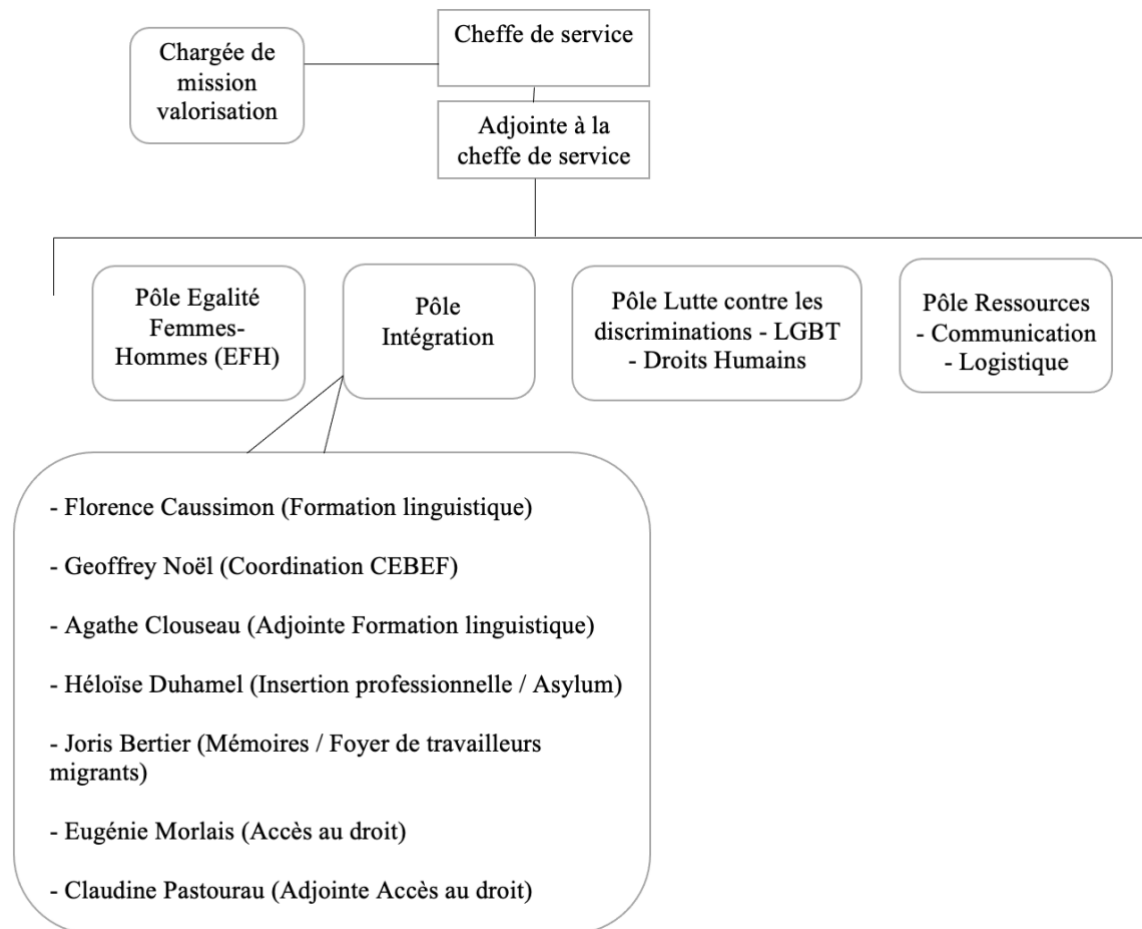 Chargée de
mission
valorisation
Cheffe de service
Adjointe à la
cheffe de service
Pôle Egalité
Femmes-
Hommes (EFH)
Pôle
Intégration
Pôle Lutte contre les
discriminations - LGBT
- Droits Humains
Pôle Ressources
- Communication
- Logistique
- Florence Caussimon (Formation linguistique)
- Geoffrey Noël (Coordination CEBEF)
- Agathe Clouseau (Adjointe Formation linguistique)
- Héloïse Duhamel (Insertion professionnelle / Asylum)
- Joris Bertier (Mémoires / Foyer de travailleurs
migrants)
- Eugénie Morlais (Accès au droit)
- Claudine Pastourau (Adjointe Accès au droit)